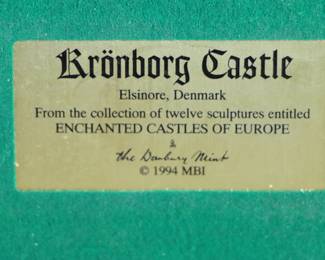 Krönborg Castle
Elsinore, Denmark
From the collection of twelve sculptures entitled
ENCHANTED CASTLES OF EUROPE
&
the Danbury Mint
© 1994 MBI